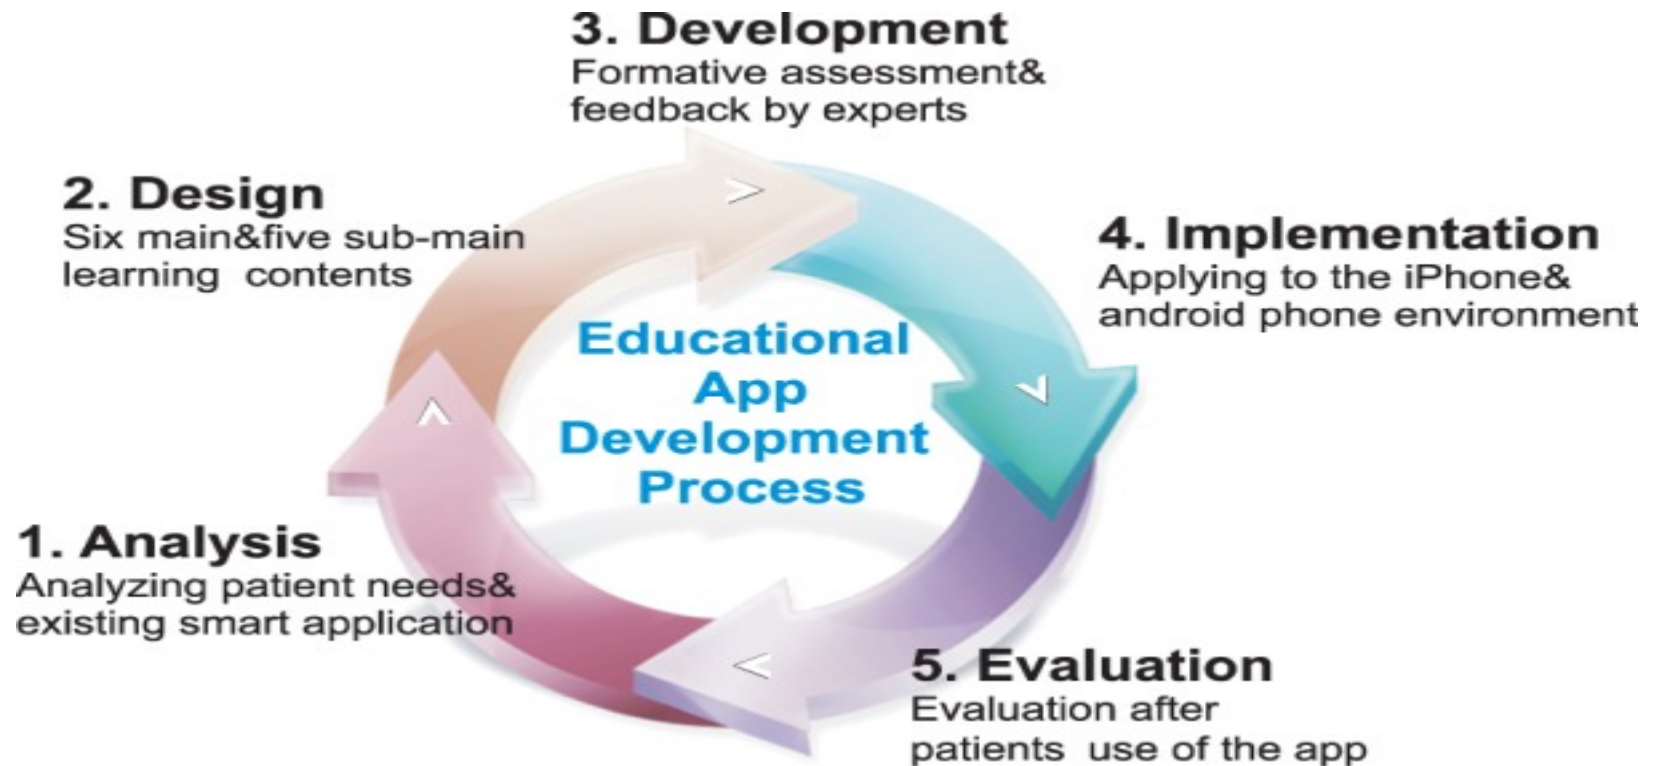 3. Development
Formative assessment&
feedback by experts
2. Design
Six main&five sub-main
learning contents
4. Implementation
Applying to the iPhone&
android phone environment
Educational
App
Development
Process
1. Analysis
Analyzing patient needs&
existing smart application
5. Evaluation
Evaluation after
patients use of the app